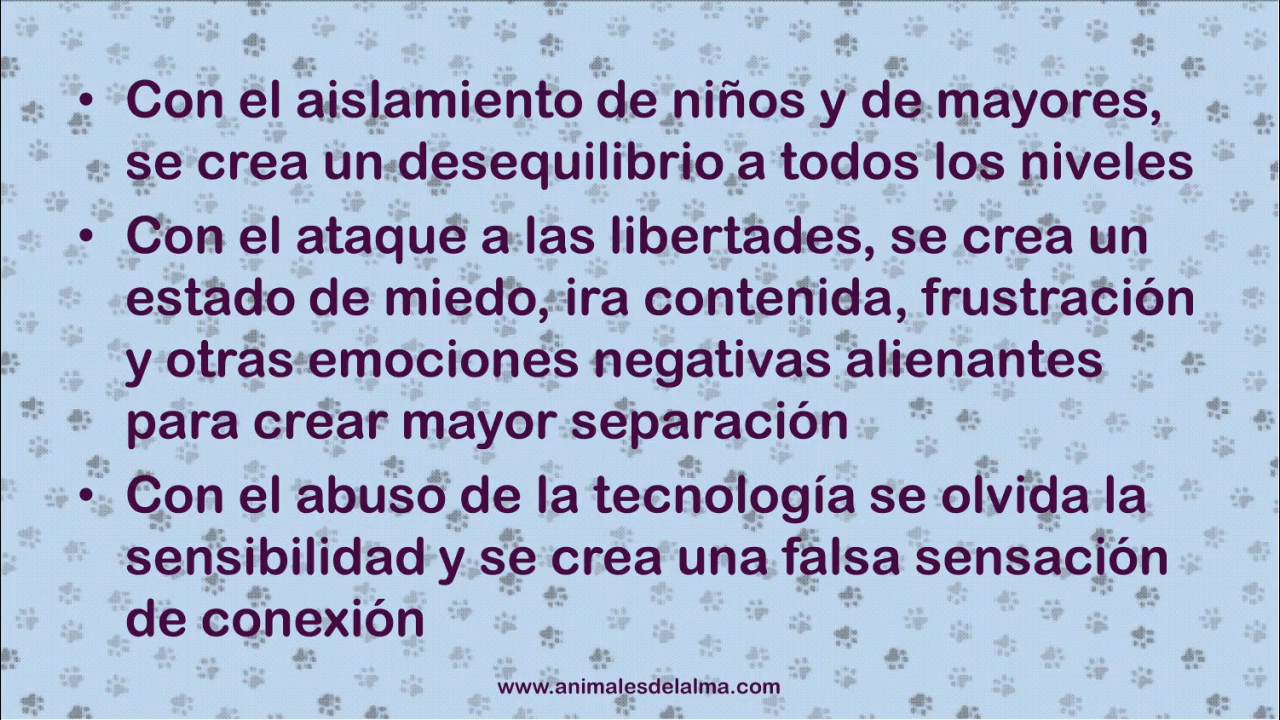 • Con el aislamiento de niños y de mayores,
se crea un desequilibrio a todos los niveles
• Con el ataque a las libertades, se crea un
estado de miedo, ira contenida, frustración
y otras emociones negativas alienantes
para crear mayor separación
• Con el abuso de la tecnología se olvida la
sensibilidad y se crea una falsa sensación
de conexión
www.animalesdelalma.com